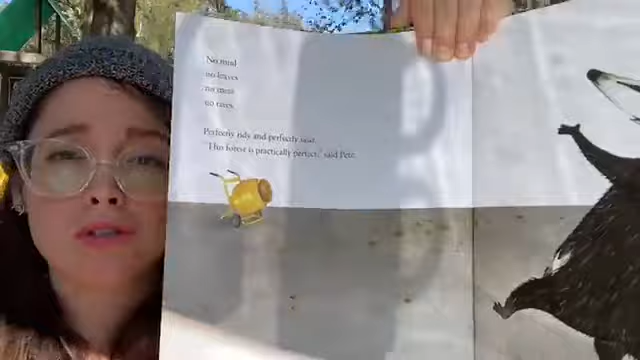 No mud
no leaves
no mess
no trees.
Perfectly tidy and perfectly neat.
"This forest is practically perfect!" said Pete.